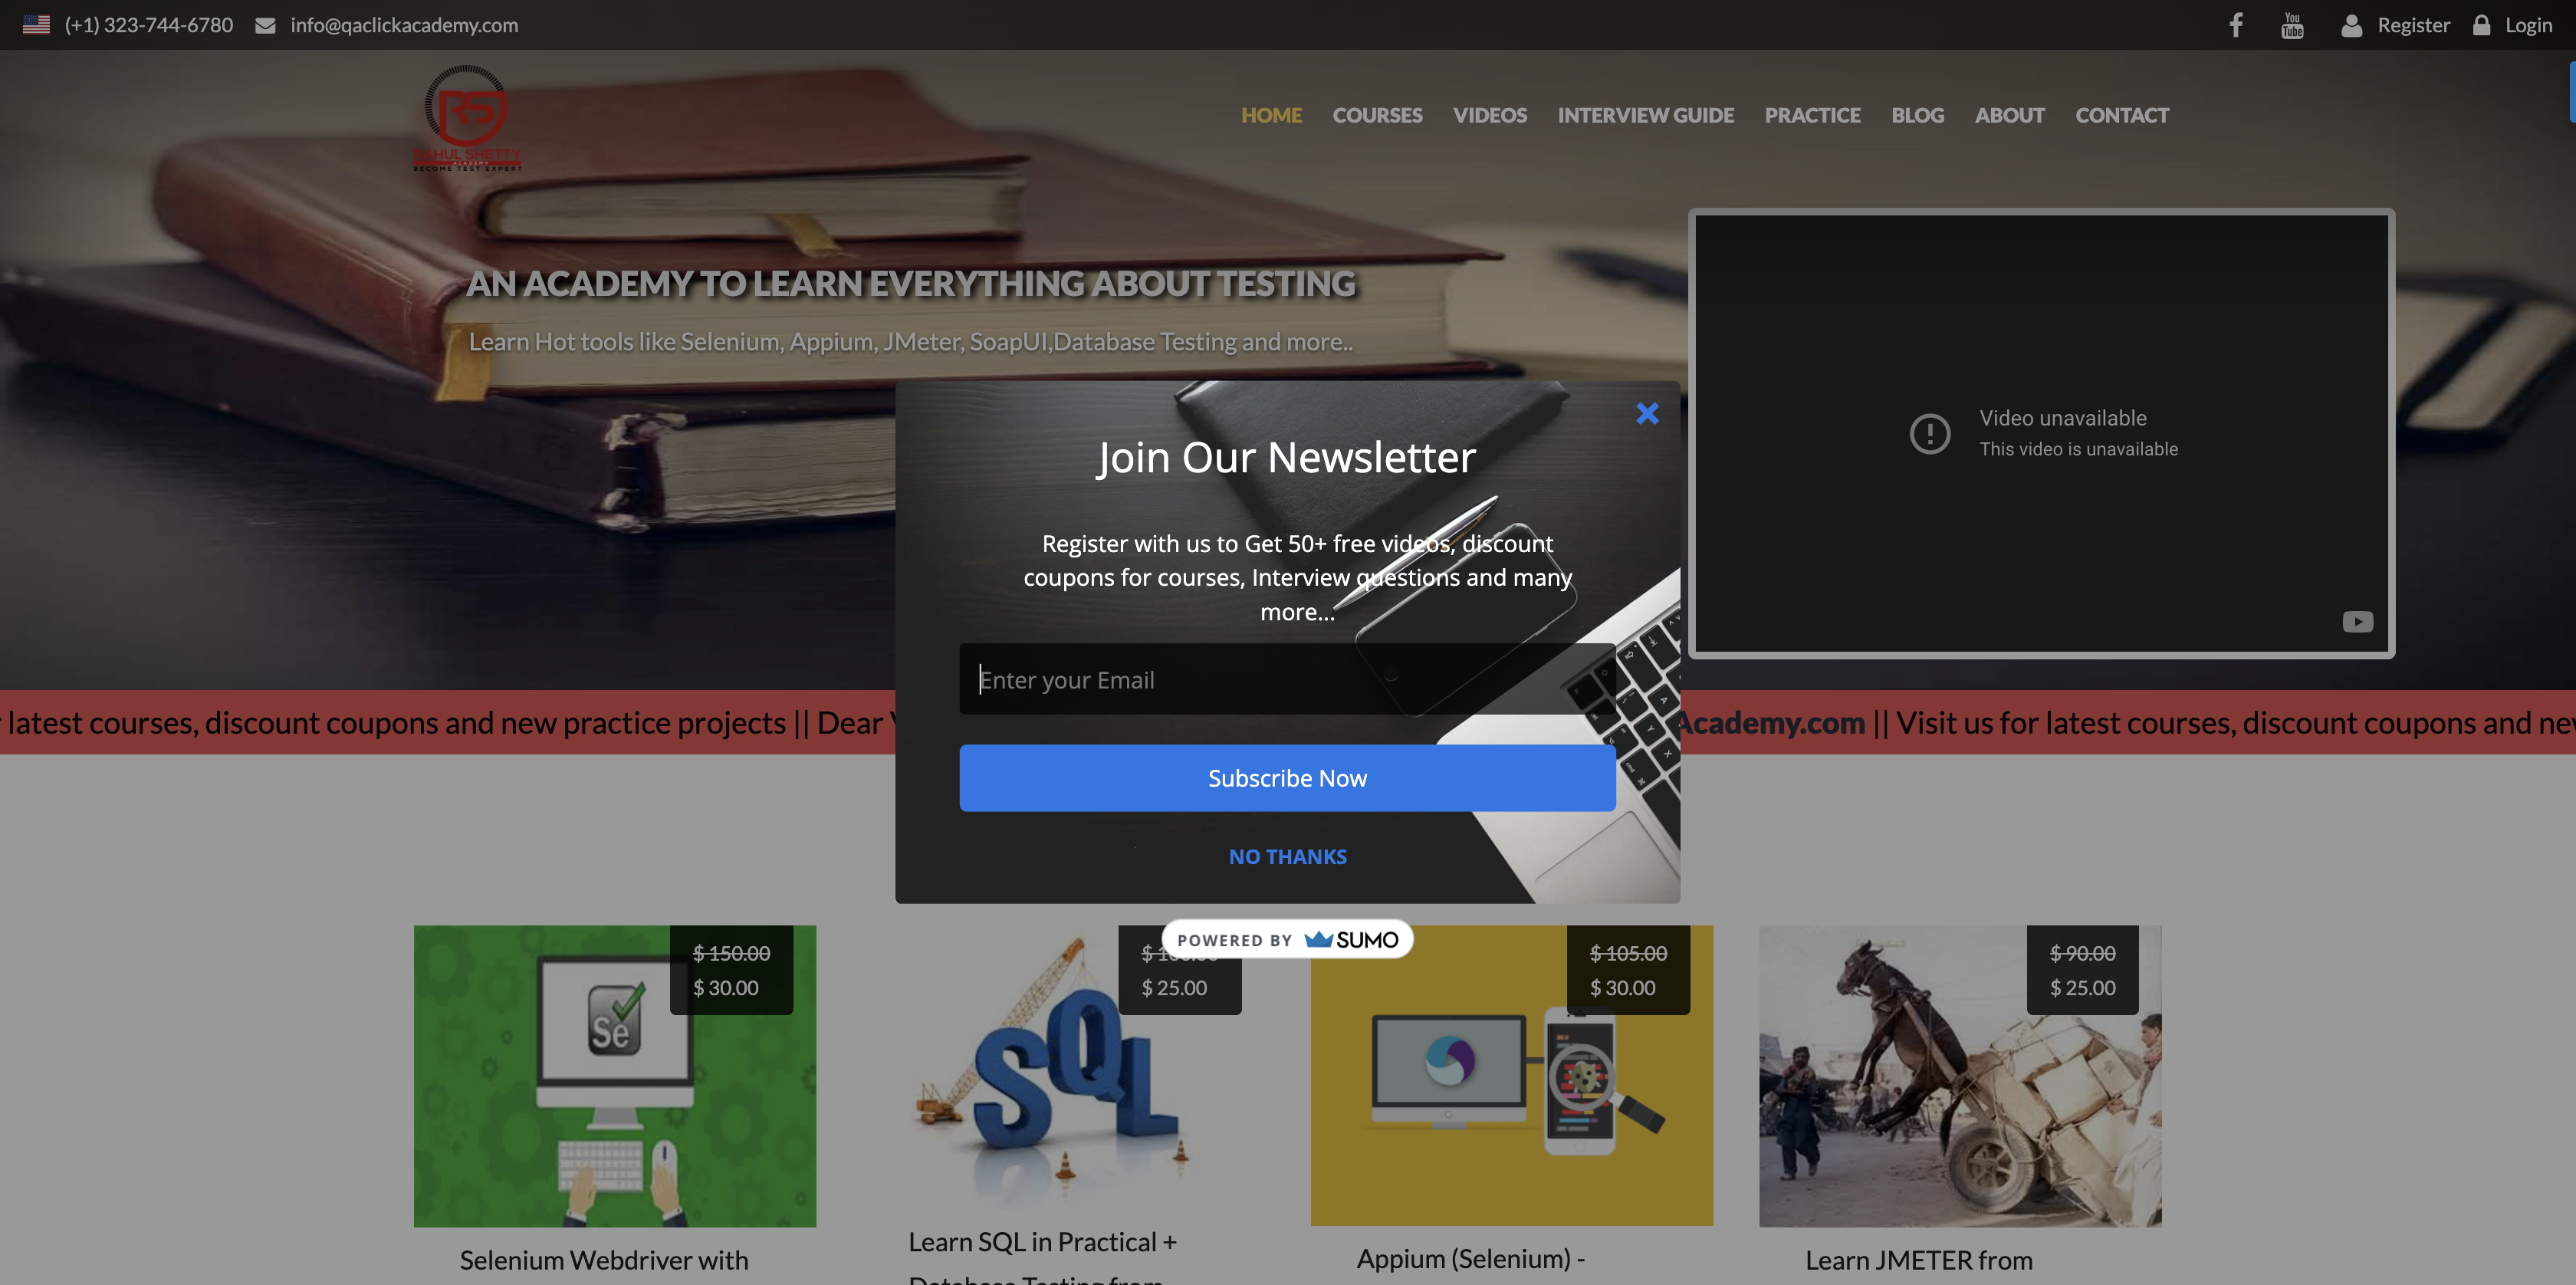 (+1) 323-744-6780 info@qaclickacademy.com
You Tube Register Login
RS
RAHUL SHETTY
ACADEMY
BECOME TEST EXPERT
HOME COURSES VIDEOS INTERVIEW GUIDE PRACTICE BLOG ABOUT CONTACT
AN ACADEMY TO LEARN EVERYTHING ABOUT TESTING
Learn Hot tools like Selenium, Appium, JMeter, SoapUI,Database Testing and more..
Video unavailable
This video is unavailable
Join Our Newsletter
Register with us to Get 50+ free videos, discount
coupons for courses, Interview questions and many
more...
Enter your Email
Subscribe Now
NO THANKS
POWERED BY SUMO
latest courses, discount coupons and new practice projects || Dear
Academy.com || Visit us for latest courses, discount coupons and
$ 150.00
$ 30.00
Se
$ 25.00
SQL
$ 105.00
$ 30.00
$ 90.00
$ 25.00
Selenium Webdriver with
Learn SQL in Practical +
Database Testing from
Appium (Selenium) -
Learn JMETER from